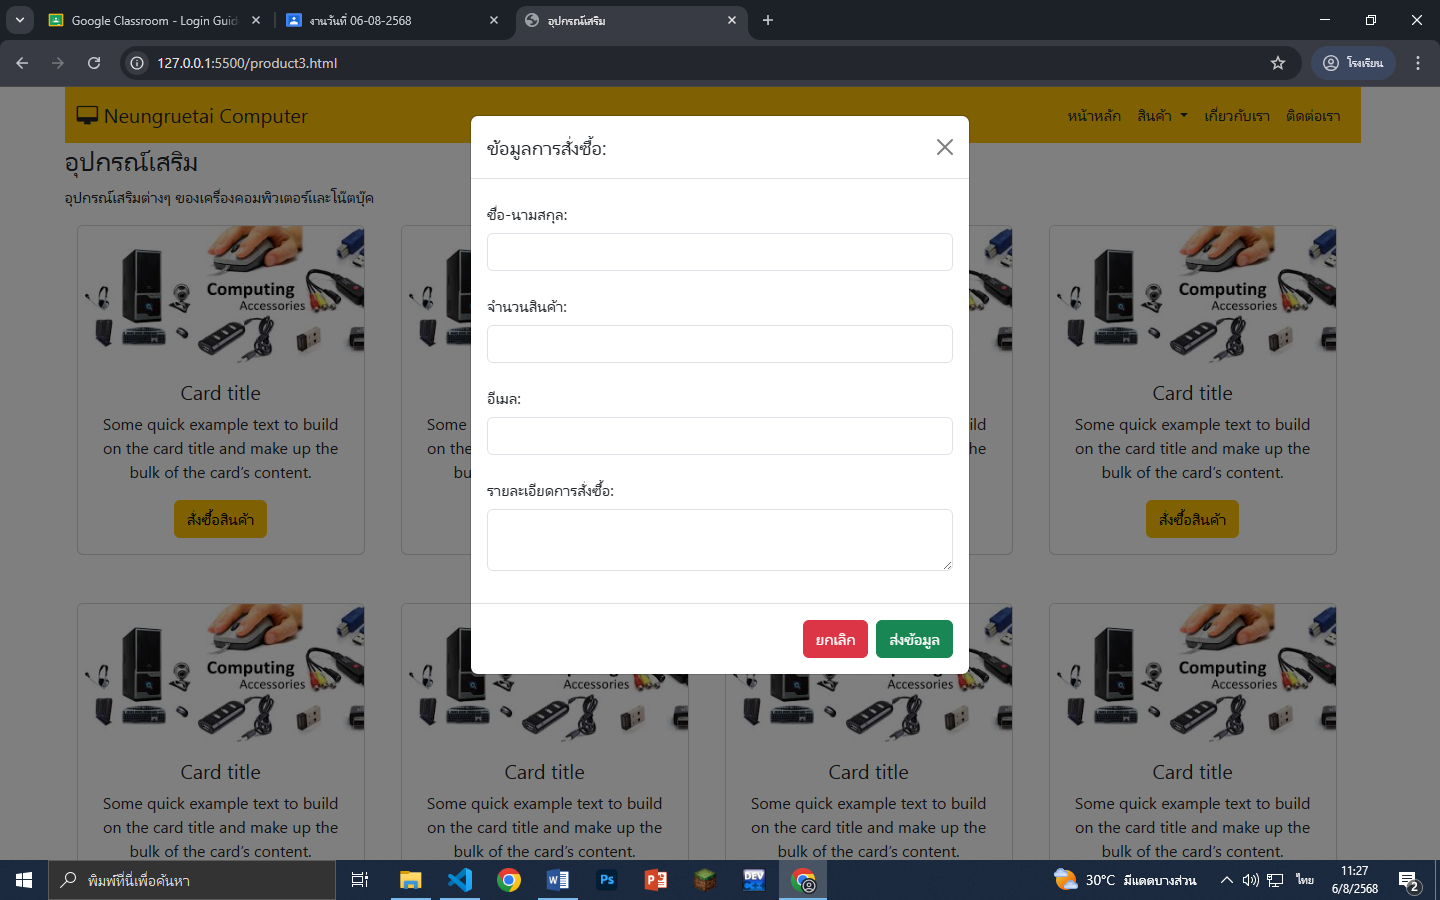 Google Classroom - Login Guid
งานวันที่ 06-08-2568
อุปกรณ์เสริม
127.0.0.1:5500/product3.html
โรงเรียน
Neungruetai Computer
หน้าหลัก
สินค้า
เกี่ยวกับเรา
ติดต่อเรา
อุปกรณ์เสริม
อุปกรณ์เสริมต่างๆ ของเครื่องคอมพิวเตอร์และโน๊ตบุ๊ค
ข้อมูลการสั่งซื้อ:
ชื่อ-นามสกุล:
จำนวนสินค้า:
อีเมล:
รายละเอียดการสั่งซื้อ:
ยกเลิก
ส่งข้อมูล
Computing
Accessories
Card title
Some quick example text to build
on the card title and make up the
bulk of the card's content.
สั่งซื้อสินค้า
Some
on the
bu
ild
he
Computing
Accessories
Card title
Some quick example text to build
on the card title and make up the
bulk of the card's content.
สั่งซื้อสินค้า
Computing
Accessories
Card title
Some quick example text to build
on the card title and make up the
bulk of the card's content.
Computing
Accessories
Card title
Some quick example text to build
on the card title and make up the
bulk of the card's content.
Computing
Accessories
Card title
Some quick example text to build
on the card title and make up the
bulk of the card's content.
Computing
Accessories
Card title
Some quick example text to build
on the card title and make up the
bulk of the card's content.
พิมพ์ที่นี่เพื่อค้นหา
Ps
DEV
30°C มีแดดบางส่วน
ไทย
11:27
6/8/2568
2